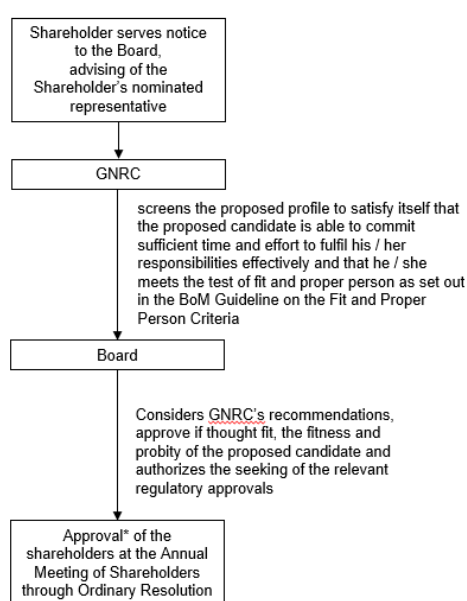 Shareholder serves notice
to the Board,
advising of the
Shareholder's nominated
representative
GNRC
screens the proposed profile to satisfy itself that
the proposed candidate is able to commit
sufficient time and effort to fulfil his / her
responsibilities effectively and that he / she
meets the test of fit and proper person as set out
in the BoM Guideline on the Fit and Proper
Person Criteria
Board
Considers GNRC's recommendations,
approve if thought fit, the fitness and
probity of the proposed candidate and
authorizes the seeking of the relevant
regulatory approvals
Approval* of the
shareholders at the Annual
Meeting of Shareholders
through Ordinary Resolution